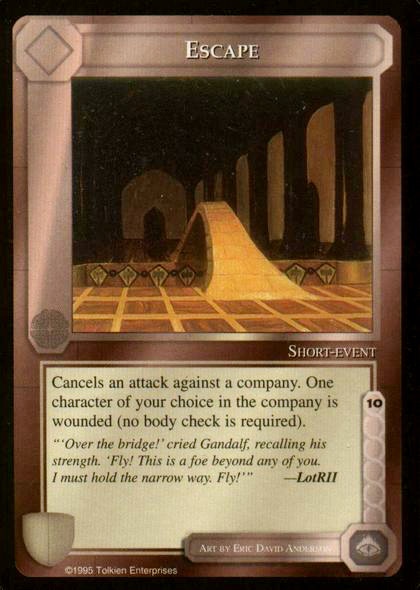 Escape
Short-event
Cancels an attack against a company. One
character of your choice in the company is
wounded (no body check is required).
10
“‘Over the bridge!’ cried Gandalf, recalling his
strength. ‘Fly! This is a foe beyond any of you.
I must hold the narrow way. Fly!’” —LotRII
Art by Eric David Anderson
©1995 Tolkien Enterprises